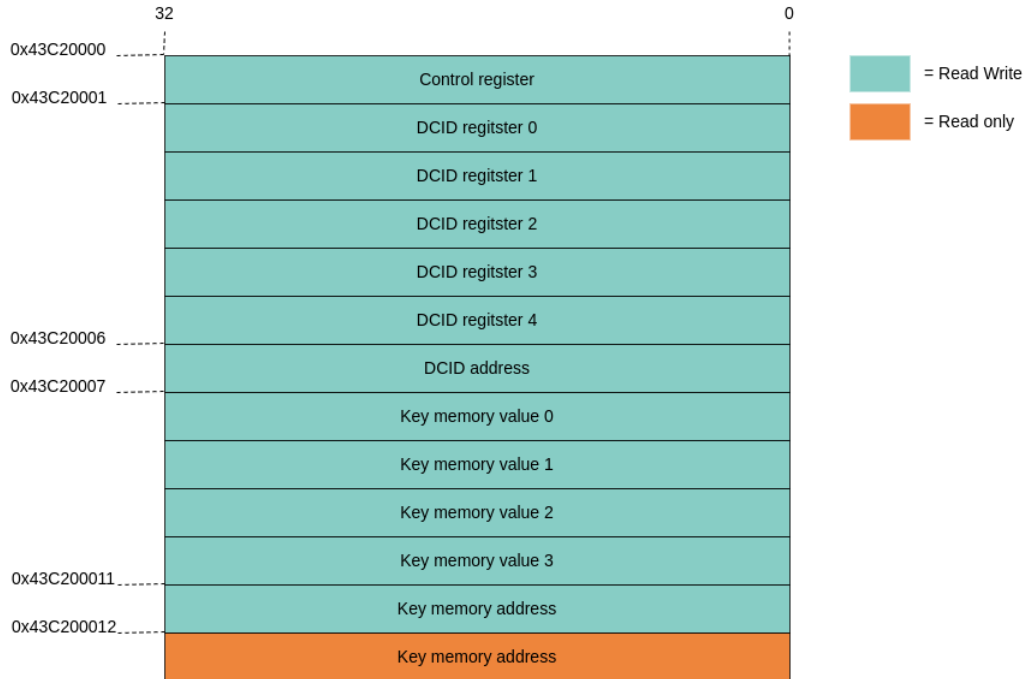 32 0
0x43C20000
Control register
= Read Write
0x43C20001
= Read only
DCID regitster 0
DCID regitster 1
DCID regitster 2
DCID regitster 3
DCID regitster 4
0x43C20006
DCID address
0x43C20007
Key memory value 0
Key memory value 1
Key memory value 2
Key memory value 3
0x43C200011
Key memory address
0x43C200012
Key memory address